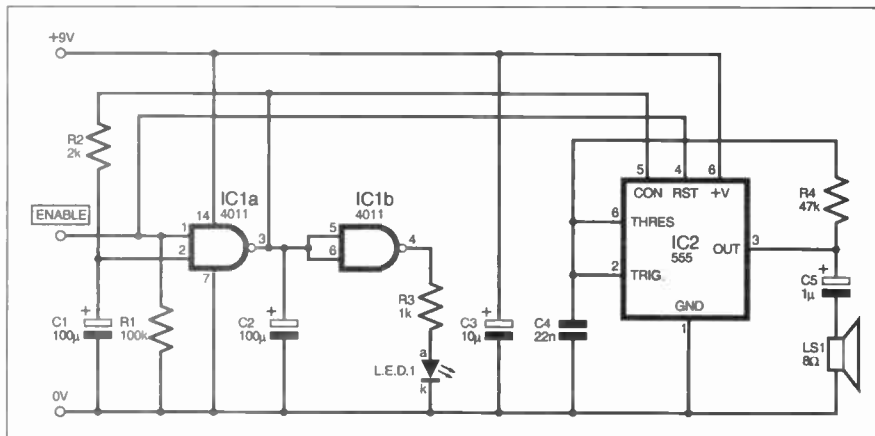 +9V
R2
2k
ENABLE
IC1a
4011
14
1
2
3
7
IC1b
4011
5
6
4
R3
1k
a
L.E.D.1
k
C1
100µ
R1
100k
C2
100µ
C3
10µ
C4
22n
5
4
6
CON
RST
+V
6
THRES
IC2
555
2
TRIG
OUT
3
GND
1
R4
47k
C5
1µ
LS1
8Ω
0V
+
+
+
+